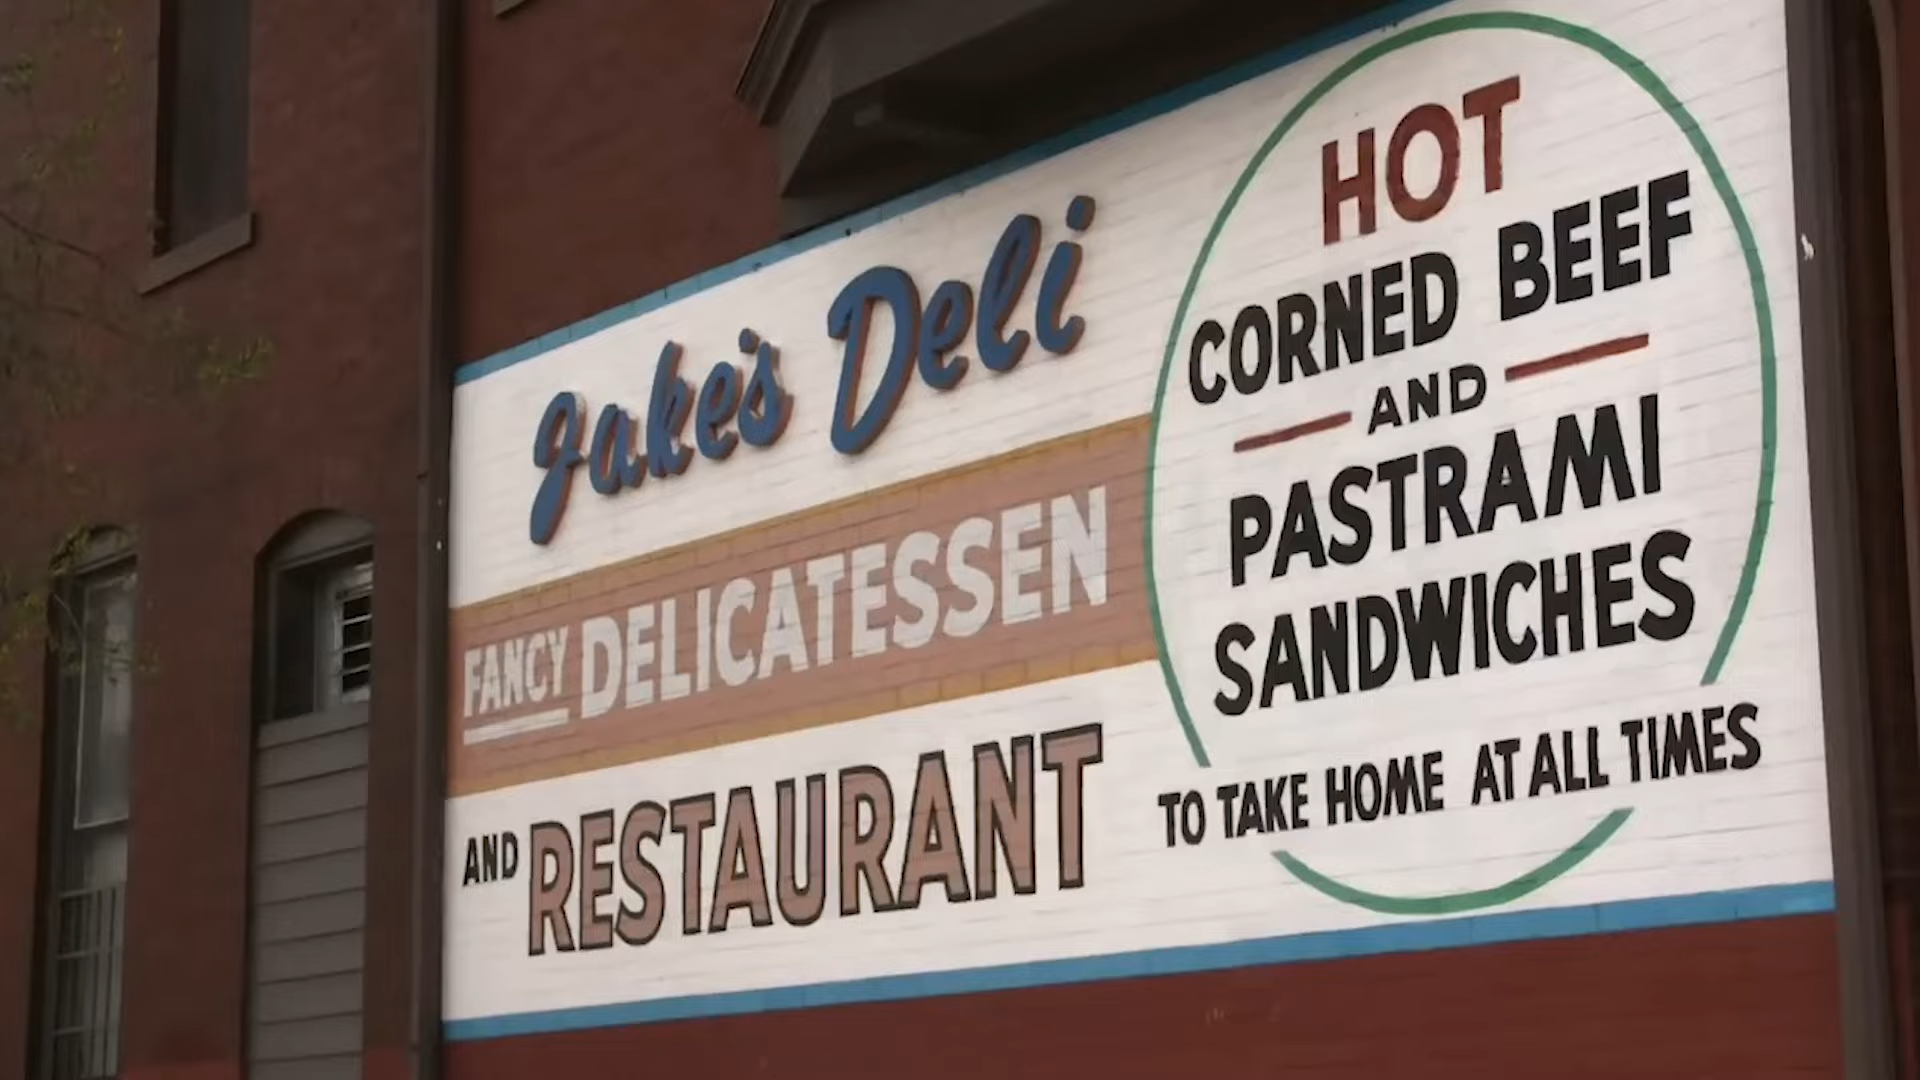 Jake's Deli
FANCY DELICATESSEN
AND RESTAURANT
HOT
CORNED BEEF
AND
PASTRAMI
SANDWICHES
TO TAKE HOME AT ALL TIMES